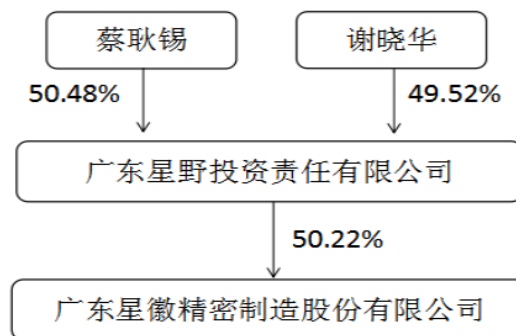 蔡耿锡
谢晓华
50.48%
49.52%
广东星野投资责任有限公司
50.22%
广东星徽精密制造股份有限公司